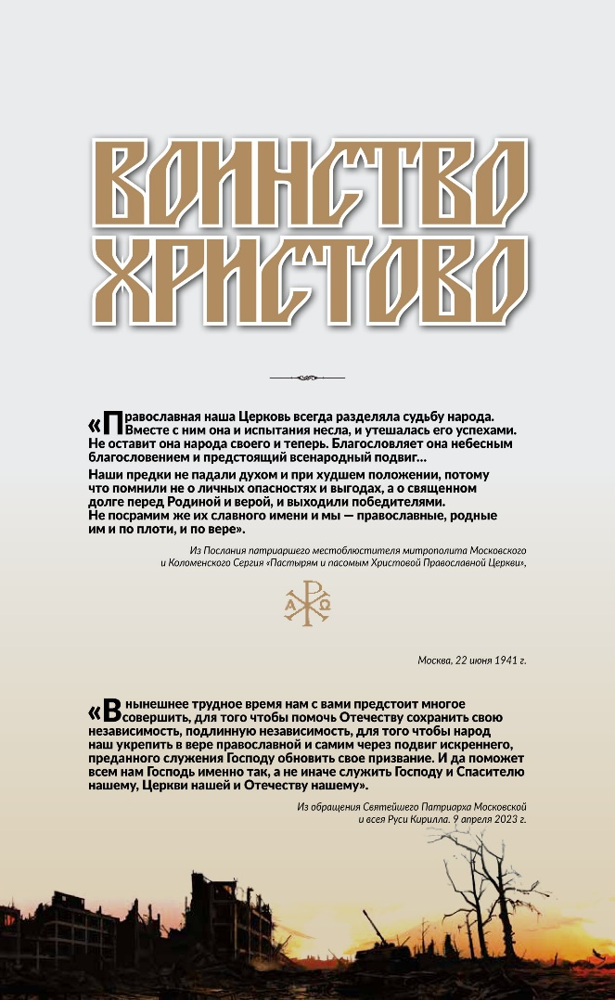 ВОИНСТВО
ХРИСТОВО
«Православная наша Церковь всегда разделяла судьбу народа.
Вместе с ним она и испытания несла, и утешалась его успехами.
Не оставит она народа своего и теперь. Благословляет она небесным
благословением и предстоящий всенародный подвиг...
Наши предки не падали духом и при худшем положении, потому
что помнили не о личных опасностях и выгодах, а о священном
долге перед Родиной и верой, и выходили победителями.
Не посрамим же их славного имени и мы — православные, родные
им и по плоти, и по вере».
Из Послания патриаршего местоблюстителя митрополита Московского
и Коломенского Сергия «Пастырям и пасомым Христовой Православной Церкви»,
Α Ω
Москва, 22 июня 1941 г.
«В нынешнее трудное время нам с вами предстоит многое
совершить, для того чтобы помочь Отечеству сохранить свою
независимость, подлинную независимость, для того чтобы народ
наш укрепить в вере православной и самим через подвиг искреннего,
преданного служения Господу обновить свое призвание. И да поможет
всем нам Господь именно так, а не иначе служить Господу и Спасителю
нашему, Церкви нашей и Отечеству нашему».
Из обращения Святейшего Патриарха Московской
и всея Руси Кирилла. 9 апреля 2023 г.